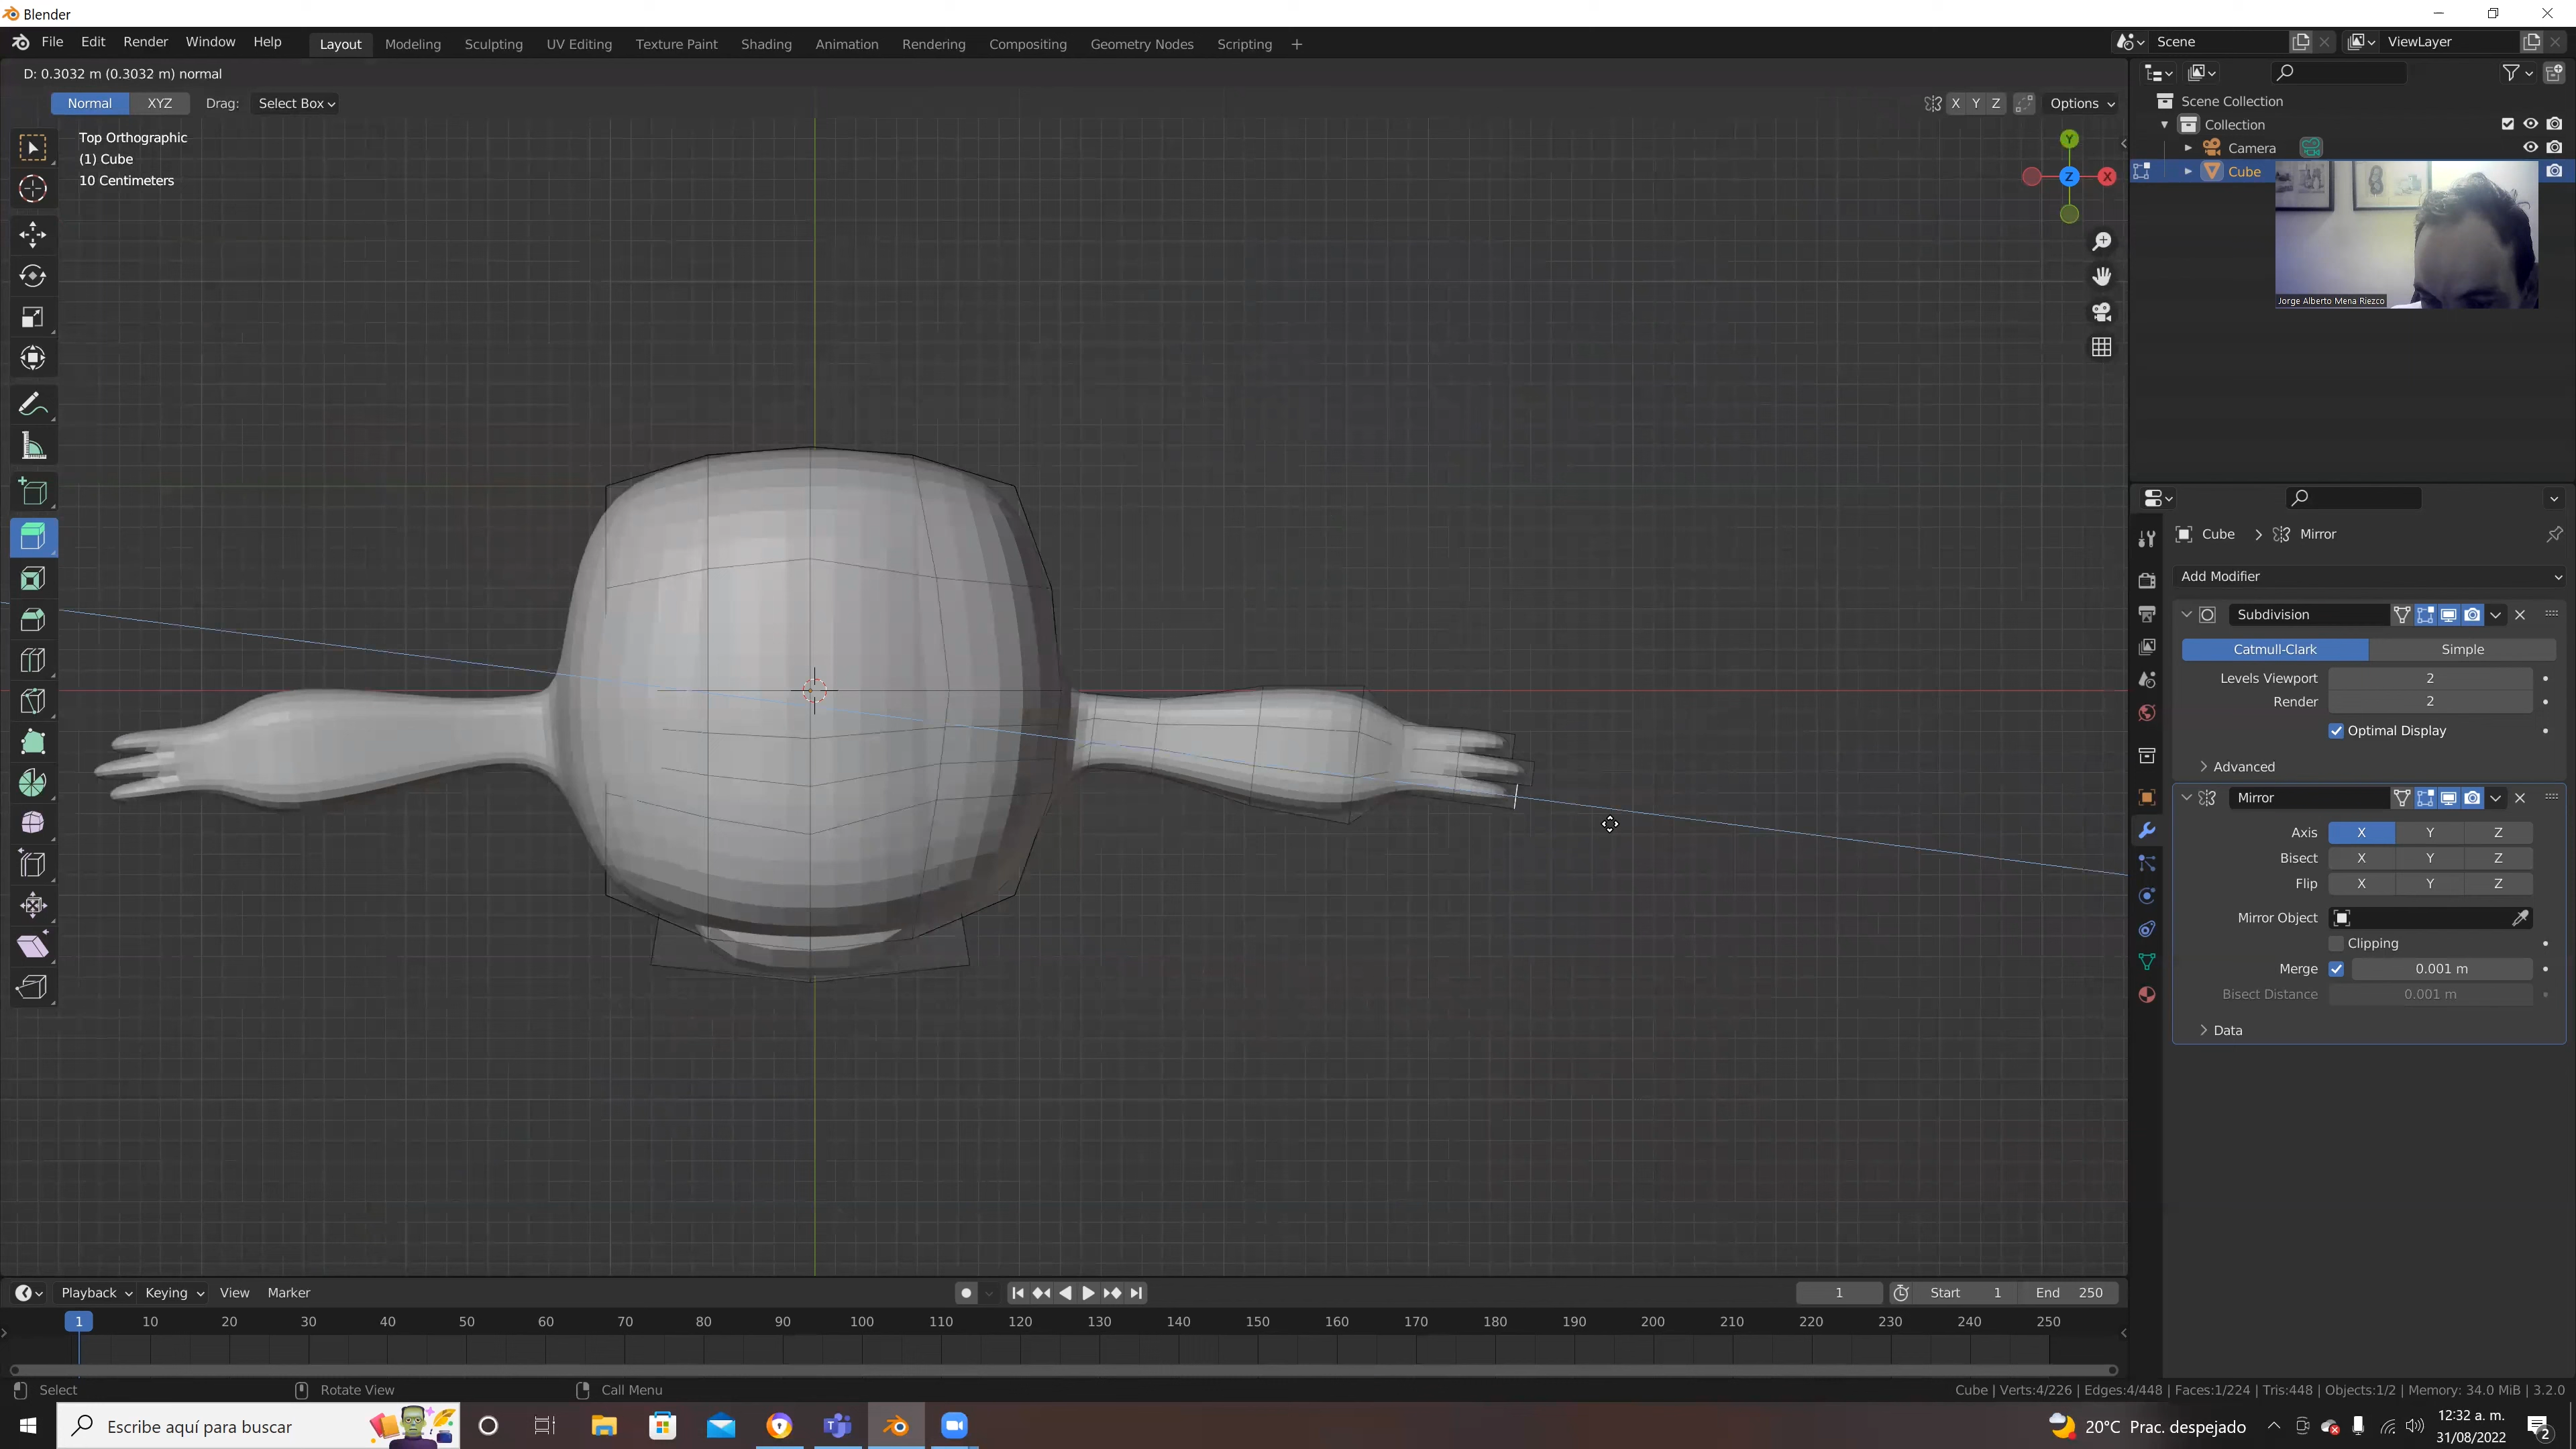 Blender
File Edit Render Window Help Layout Modeling Sculpting UV Editing Texture Paint Shading Animation Rendering Compositing Geometry Nodes Scripting + Scene ViewLayer
D: 0.3032 m (0.3032 m) normal
Normal XYZ Drag: Select Box X Y Z Options
Top Orthographic
(1) Cube
10 Centimeters
Y
X
Z
Scene Collection
Collection
Camera
Cube
Jorge Alberto Mena Riezco
Cube > Mirror
Add Modifier
Subdivision
Catmull-Clark Simple
Levels Viewport 2
Render 2
Optimal Display
Advanced
Mirror
Axis X Y Z
Bisect X Y Z
Flip X Y Z
Mirror Object
Clipping
Merge 0.001 m
Bisect Distance 0.001 m
Data
Playback Keying View Marker 1 Start 1 End 250
1 10 20 30 40 50 60 70 80 90 100 110 120 130 140 150 160 170 180 190 200 210 220 230 240 250
Select Rotate View Call Menu Cube | Verts:4/226 | Edges:4/448 | Faces:1/224 | Tris:448 | Objects:1/2 | Memory: 34.0 MiB | 3.2.0
Escribe aquí para buscar 20°C Prac. despejado 12:32 a. m.
31/08/2022
2